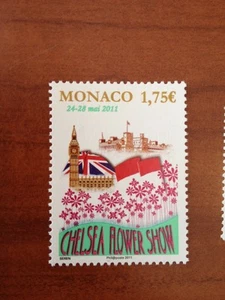 MONACO 1,75€
24-28 mai 2011
CHELSEA FLOWER SHOW